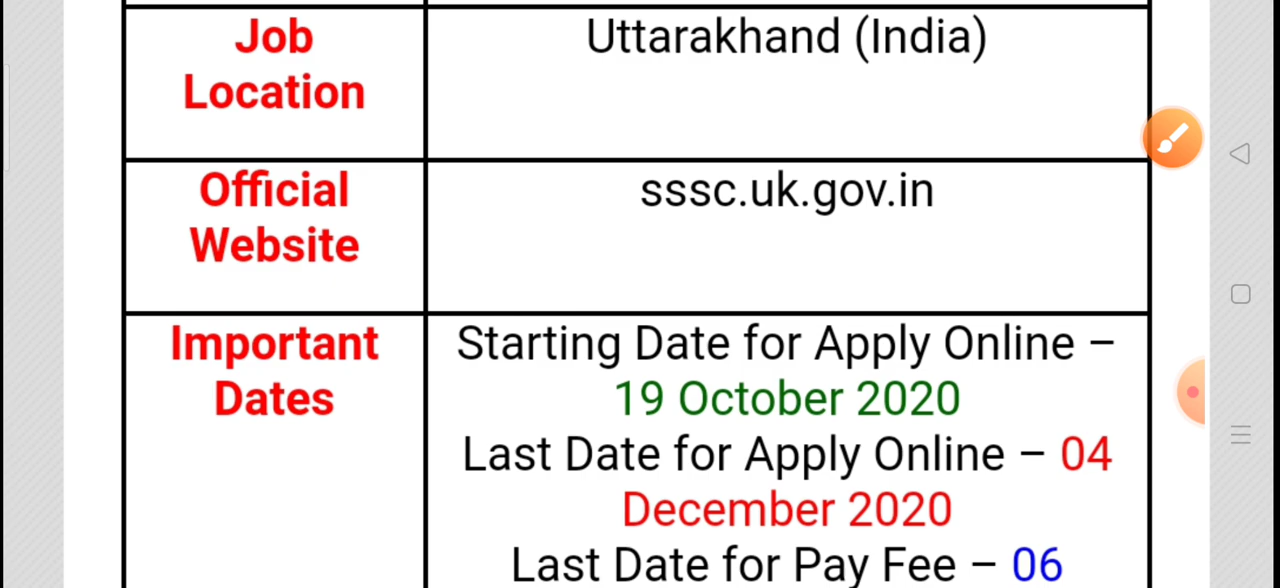 Job
Location
Uttarakhand (India)
Official
Website
sssc.uk.gov.in
Important
Dates
Starting Date for Apply Online –
19 October 2020
Last Date for Apply Online – 04
December 2020
Last Date for Pay Fee – 06